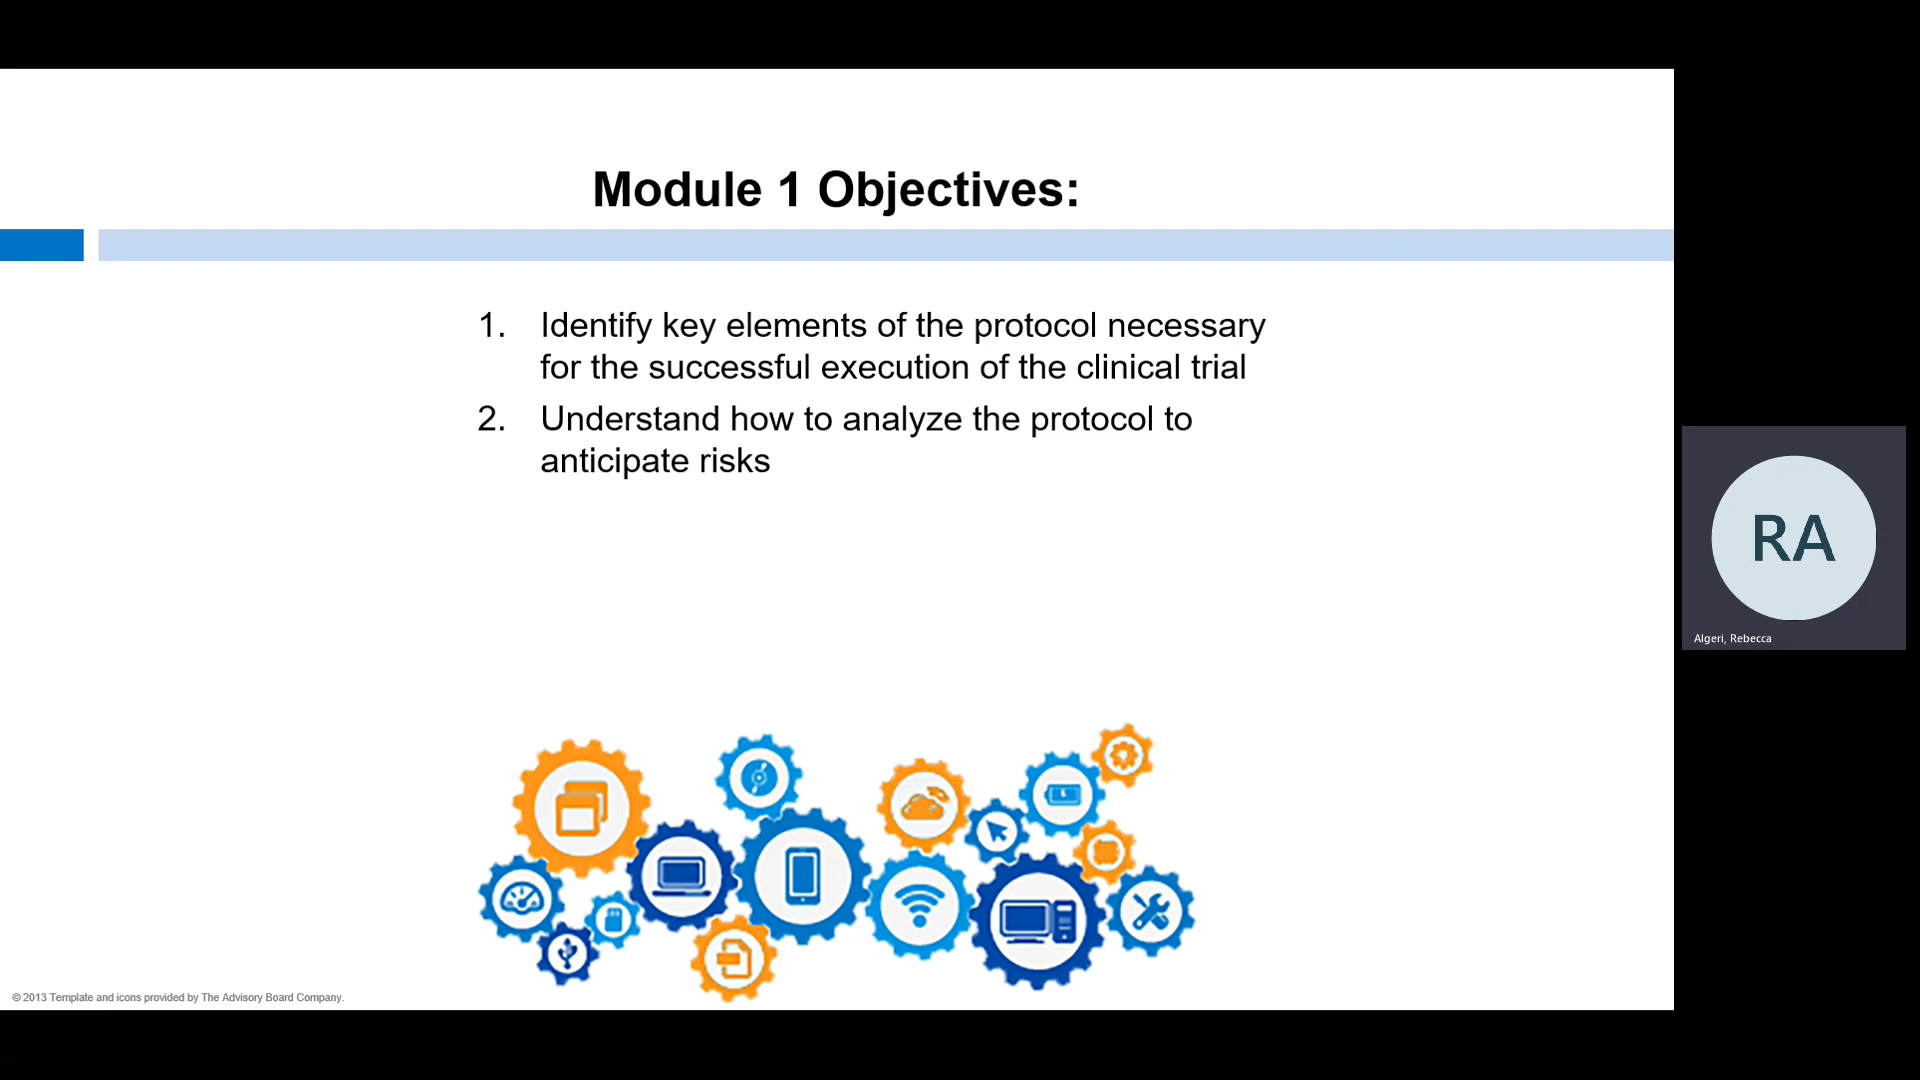 Module 1 Objectives:
1. Identify key elements of the protocol necessary
for the successful execution of the clinical trial
2. Understand how to analyze the protocol to
anticipate risks
RA
Algeri, Rebecca
© 2013 Template and icons provided by The Advisory Board Company.